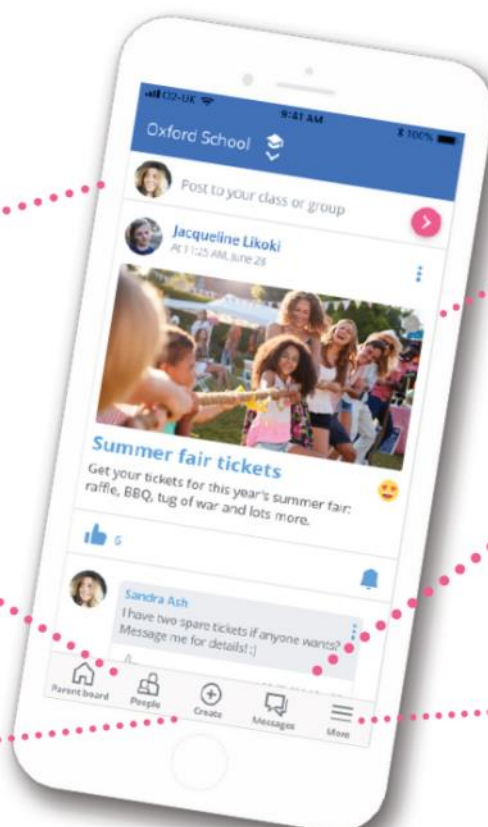 O2-UK 9:41 AM 100%
Oxford School
Post to your class or group
Jacqueline Likoki
At 11:25 AM, June 28
Summer fair tickets
Get your tickets for this year's summer fair:
raffle, BBQ, tug of war and lots more.
6
Sandra Ash
I have two spare tickets if anyone wants?
Message me for details! :)
Parent board People Create Messages More